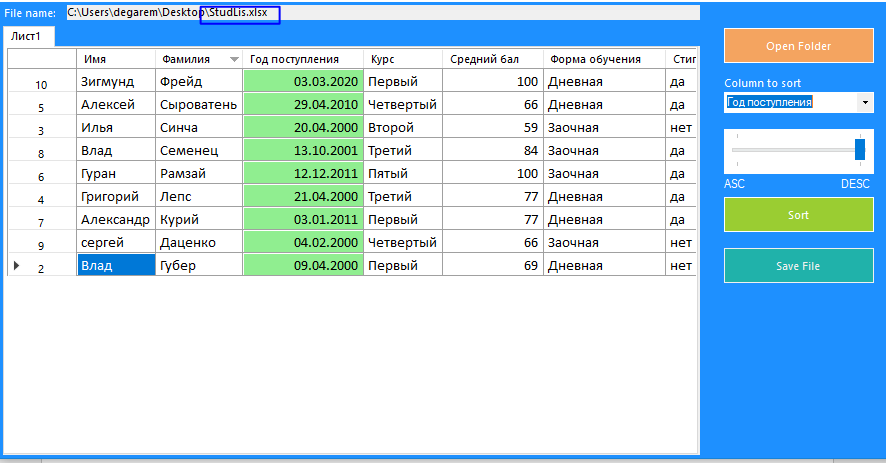 File name: C:\Users\degarem\Desktop\StudLis.xlsx
Лист1
Имя Фамилия Год поступления Курс Средний бал Форма обучения Стип
10 Зигмунд Фрейд 03.03.2020 Первый 100 Дневная да
5 Алексей Сыроватень 29.04.2010 Четвертый 66 Дневная да
3 Илья Синча 20.04.2000 Второй 59 Заочная нет
8 Влад Семенец 13.10.2001 Третий 84 Заочная да
6 Гуран Рамзай 12.12.2011 Пятый 100 Заочная да
4 Григорий Лепс 21.04.2000 Третий 77 Дневная да
7 Александр Курий 03.01.2011 Первый 77 Дневная да
9 сергей Даценко 04.02.2000 Четвертый 66 Заочная нет
2 Влад Губер 09.04.2000 Первый 69 Дневная нет
Open Folder
Column to sort
Год поступления
ASC DESC
Sort
Save File